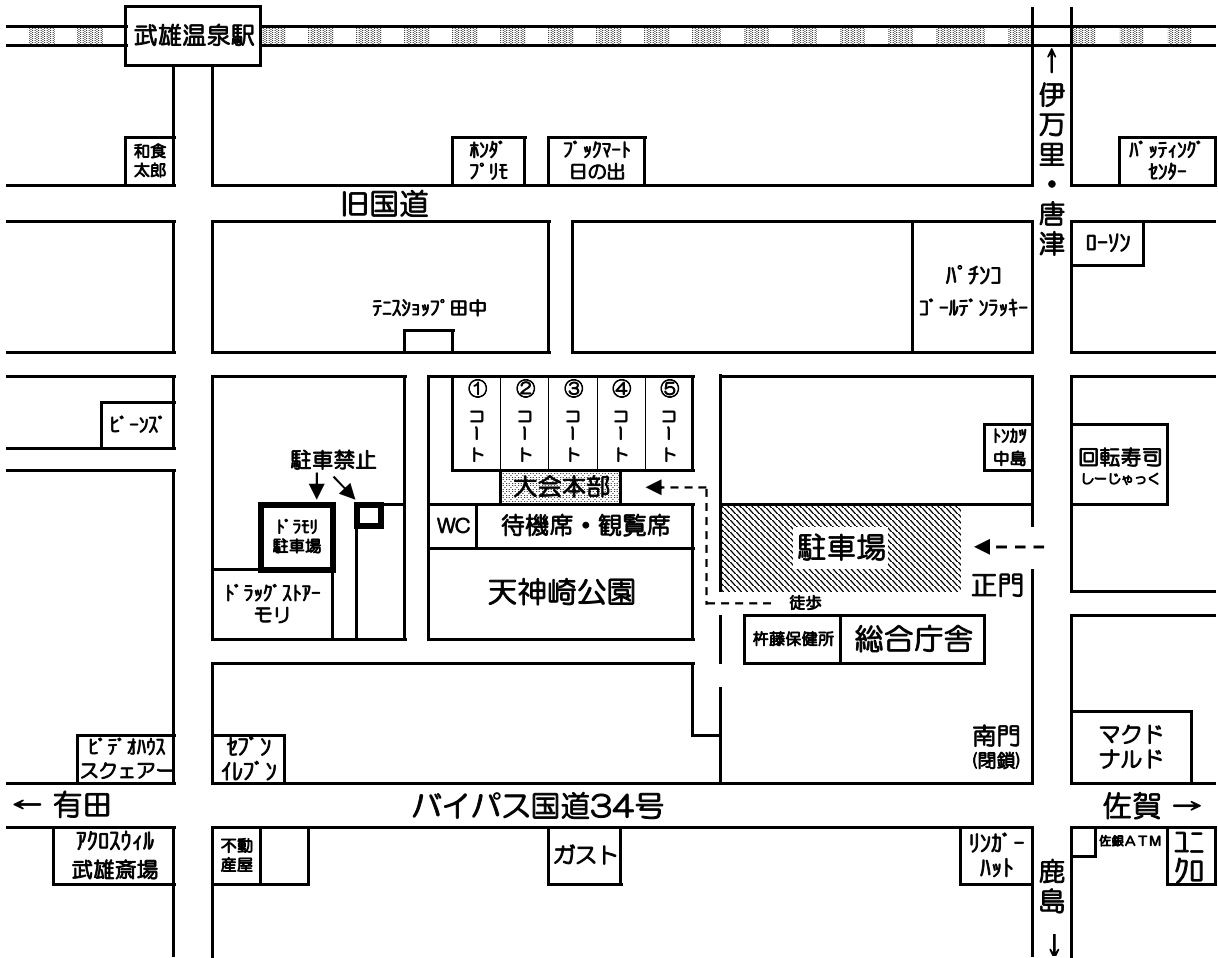 武雄温泉駅
↑
伊万里・唐津
和食
太郎
ﾎﾝﾀﾞ
ﾌﾟﾘﾓ
ﾌﾞｯｸﾏｰﾄ
日の出
ﾊﾞｯﾃｨﾝｸﾞ
ｾﾝﾀｰ
旧国道
ﾛｰｿﾝ
ﾊﾟﾁﾝｺ
ｺﾞｰﾙﾃﾞﾝﾗｯｷｰ
ﾃﾆｽｼｮｯﾌﾟ田中
①コート
②コート
③コート
④コート
⑤コート
ﾋﾞｰﾝｽﾞ
ﾄﾝｶﾂ
中島
回転寿司
しーじゃっく
駐車禁止
大会本部
ﾄﾞﾗﾓﾘ
駐車場
WC
待機席・観覧席
駐車場
正門
天神崎公園
徒歩
ﾄﾞﾗｯｸﾞｽﾄｱｰ
モリ
杵藤保健所
総合庁舎
南門
(閉鎖)
マクド
ナルド
ﾋﾞﾃﾞｵﾊｳｽ
スクェアー
ｾﾌﾞﾝ
ｲﾚﾌﾞﾝ
← 有田
バイパス国道34号
佐賀 →
ｱｸﾛｽｳｨﾙ
武雄斎場
不動
産屋
ガスト
ﾘﾝｶﾞｰ
ﾊｯﾄ
佐銀ＡＴＭ
ﾕﾆ
ｸﾛ
鹿島
↓